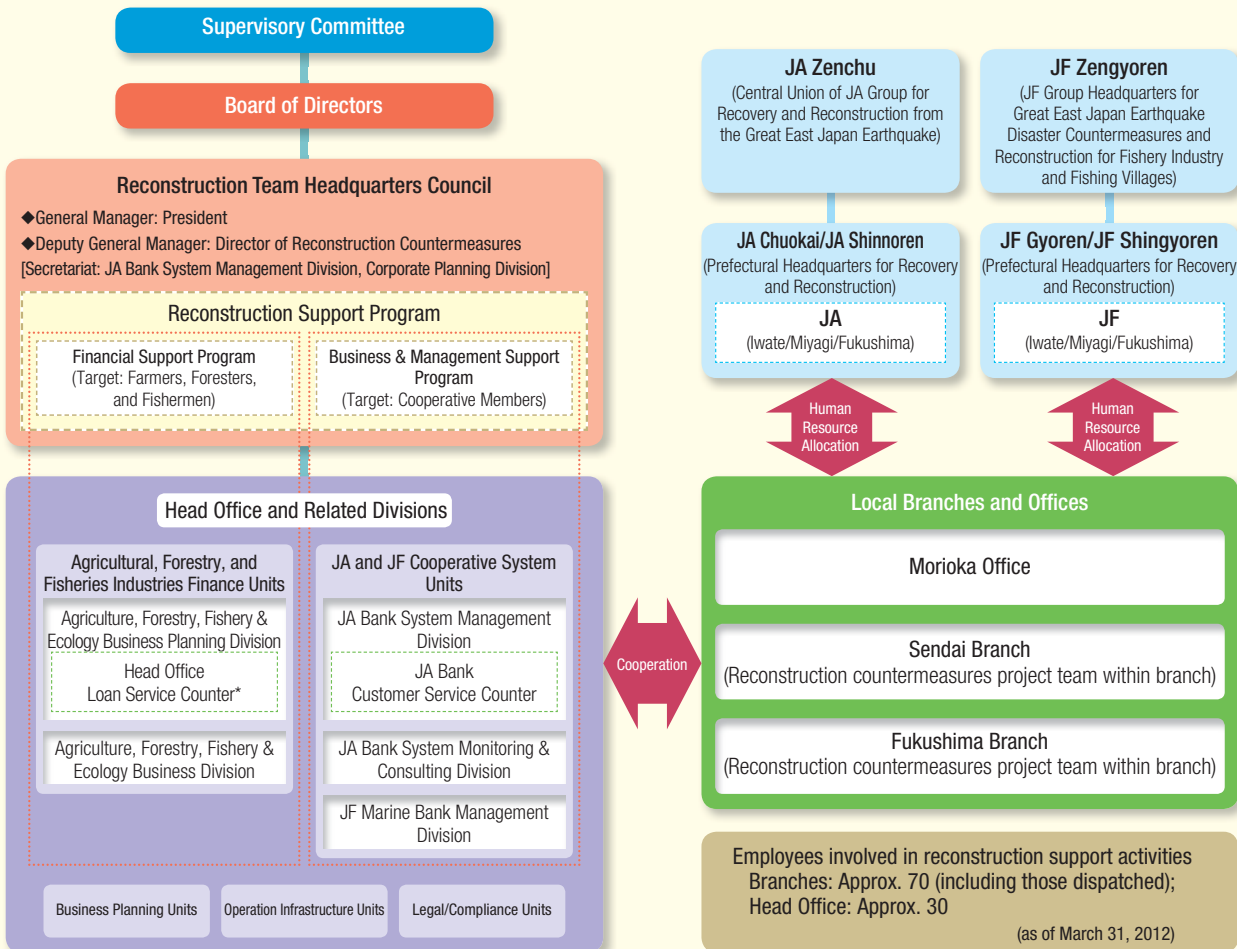 Supervisory Committee
Board of Directors
Reconstruction Team Headquarters Council
◆General Manager: President
◆Deputy General Manager: Director of Reconstruction Countermeasures
[Secretariat: JA Bank System Management Division, Corporate Planning Division]
Reconstruction Support Program
Financial Support Program
(Target: Farmers, Foresters,
and Fishermen)
Business & Management Support
Program
(Target: Cooperative Members)
Head Office and Related Divisions
Agricultural, Forestry, and
Fisheries Industries Finance Units
Agriculture, Forestry, Fishery &
Ecology Business Planning Division
Head Office
Loan Service Counter*
Agriculture, Forestry, Fishery &
Ecology Business Division
JA and JF Cooperative System
Units
JA Bank System Management
Division
JA Bank
Customer Service Counter
JA Bank System Monitoring &
Consulting Division
JF Marine Bank Management
Division
Business Planning Units
Operation Infrastructure Units
Legal/Compliance Units
Cooperation
JA Zenchu
(Central Union of JA Group for
Recovery and Reconstruction from
the Great East Japan Earthquake)
JF Zengyoren
(JF Group Headquarters for
Great East Japan Earthquake
Disaster Countermeasures and
Reconstruction for Fishery Industry
and Fishing Villages)
JA Chuokai/JA Shinnoren
(Prefectural Headquarters for Recovery
and Reconstruction)
JA
(Iwate/Miyagi/Fukushima)
JF Gyoren/JF Shingyoren
(Prefectural Headquarters for Recovery
and Reconstruction)
JF
(Iwate/Miyagi/Fukushima)
Human
Resource
Allocation
Human
Resource
Allocation
Local Branches and Offices
Morioka Office
Sendai Branch
(Reconstruction countermeasures project team within branch)
Fukushima Branch
(Reconstruction countermeasures project team within branch)
Employees involved in reconstruction support activities
Branches: Approx. 70 (including those dispatched);
Head Office: Approx. 30
(as of March 31, 2012)